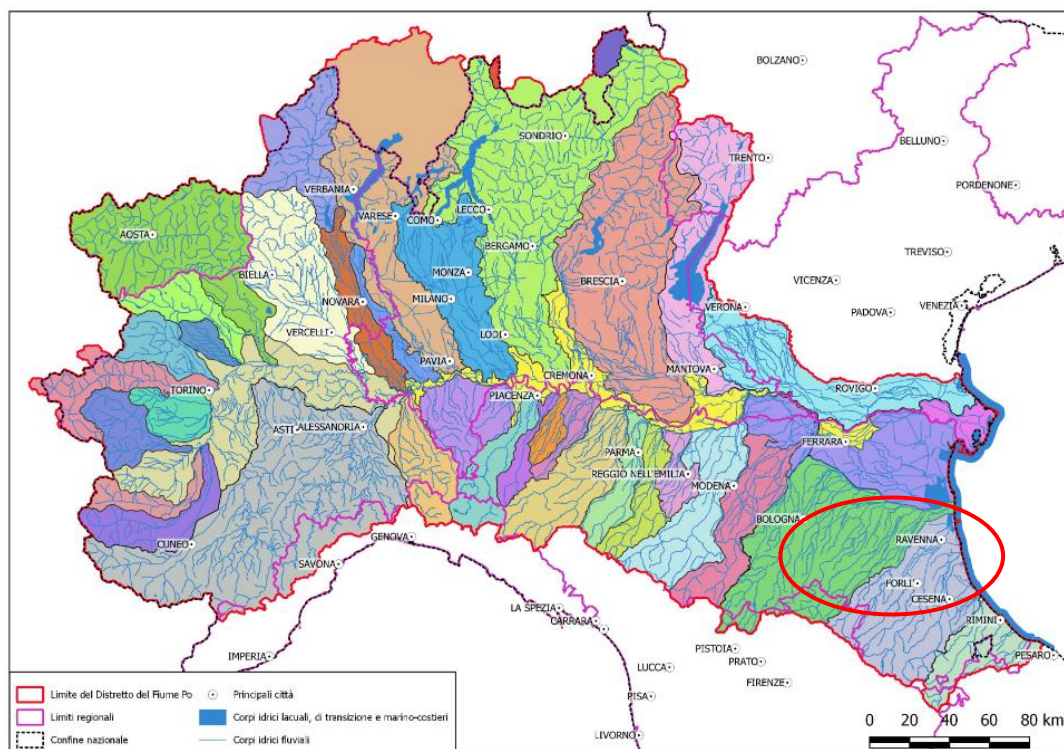 BOLZANO
SONDRIO
BELLUNO
TRENTO
PORDENONE
VERBANIA
LECCO
VARESE
COMO
AOSTA
BERGAMO
TREVISO
BIELLA
MONZA
BRESCIA
VICENZA
NOVARA
MILANO
VERONA
PADOVA
VENEZIA
VERCELLI
LODI
PAVIA
CREMONA
MANTOVA
TORINO
PIACENZA
ROVIGO
ASTI
ALESSANDRIA
FERRARA
PARMA
REGGIO NELL'EMILIA
MODENA
BOLOGNA
RAVENNA
CUNEO
GENOVA
SAVONA
FORLI'
CESENA
LA SPEZIA
CARRARA
RIMINI
IMPERIA
PISTOIA
PRATO
PESARO
LUCCA
FIRENZE
PISA
LIVORNO
Limite del Distretto del Fiume Po
Principali città
Limiti regionali
Corpi idrici lacuali, di transizione e marino-costieri
Confine nazionale
Corpi idrici fluviali
0 20 40 60 80 km